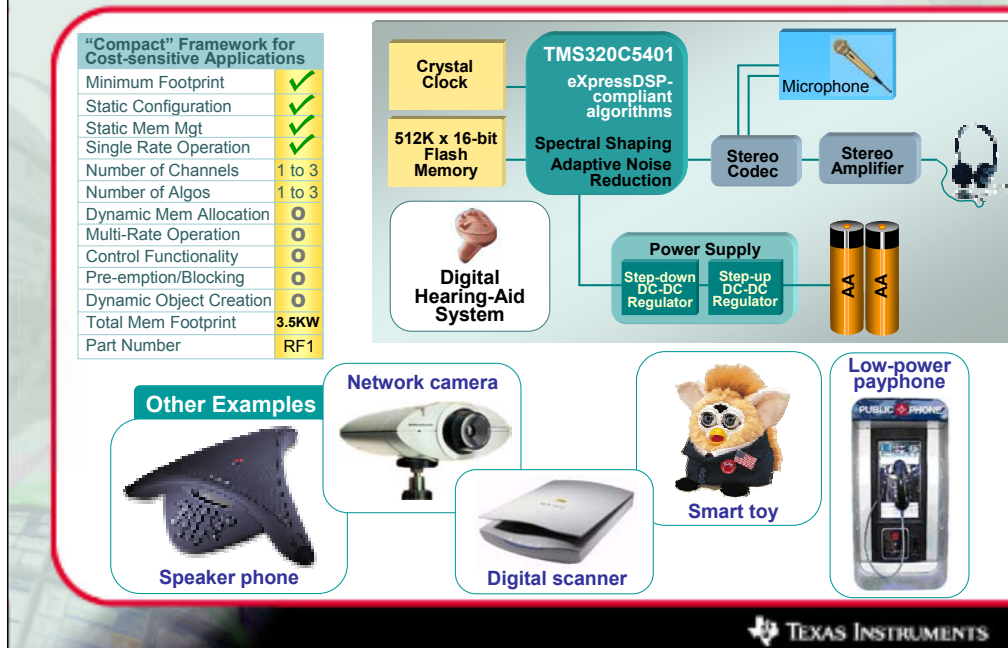 “Compact” Framework for
Cost-sensitive Applications
Minimum Footprint ✓
Static Configuration ✓
Static Mem Mgt ✓
Single Rate Operation ✓
Number of Channels 1 to 3
Number of Algos 1 to 3
Dynamic Mem Allocation O
Multi-Rate Operation O
Control Functionality O
Pre-emption/Blocking O
Dynamic Object Creation O
Total Mem Footprint 3.5KW
Part Number RF1
Crystal
Clock
512K x 16-bit
Flash
Memory
TMS320C5401
eXpressDSP-
compliant
algorithms
Spectral Shaping
Adaptive Noise
Reduction
Microphone
Stereo
Codec
Stereo
Amplifier
Digital
Hearing-Aid
System
Power Supply
Step-down
DC-DC
Regulator
Step-up
DC-DC
Regulator
AA
AA
Other Examples
Speaker phone
Network camera
Digital scanner
Smart toy
Low-power
payphone
PUBLIC PHONE
TEXAS INSTRUMENTS